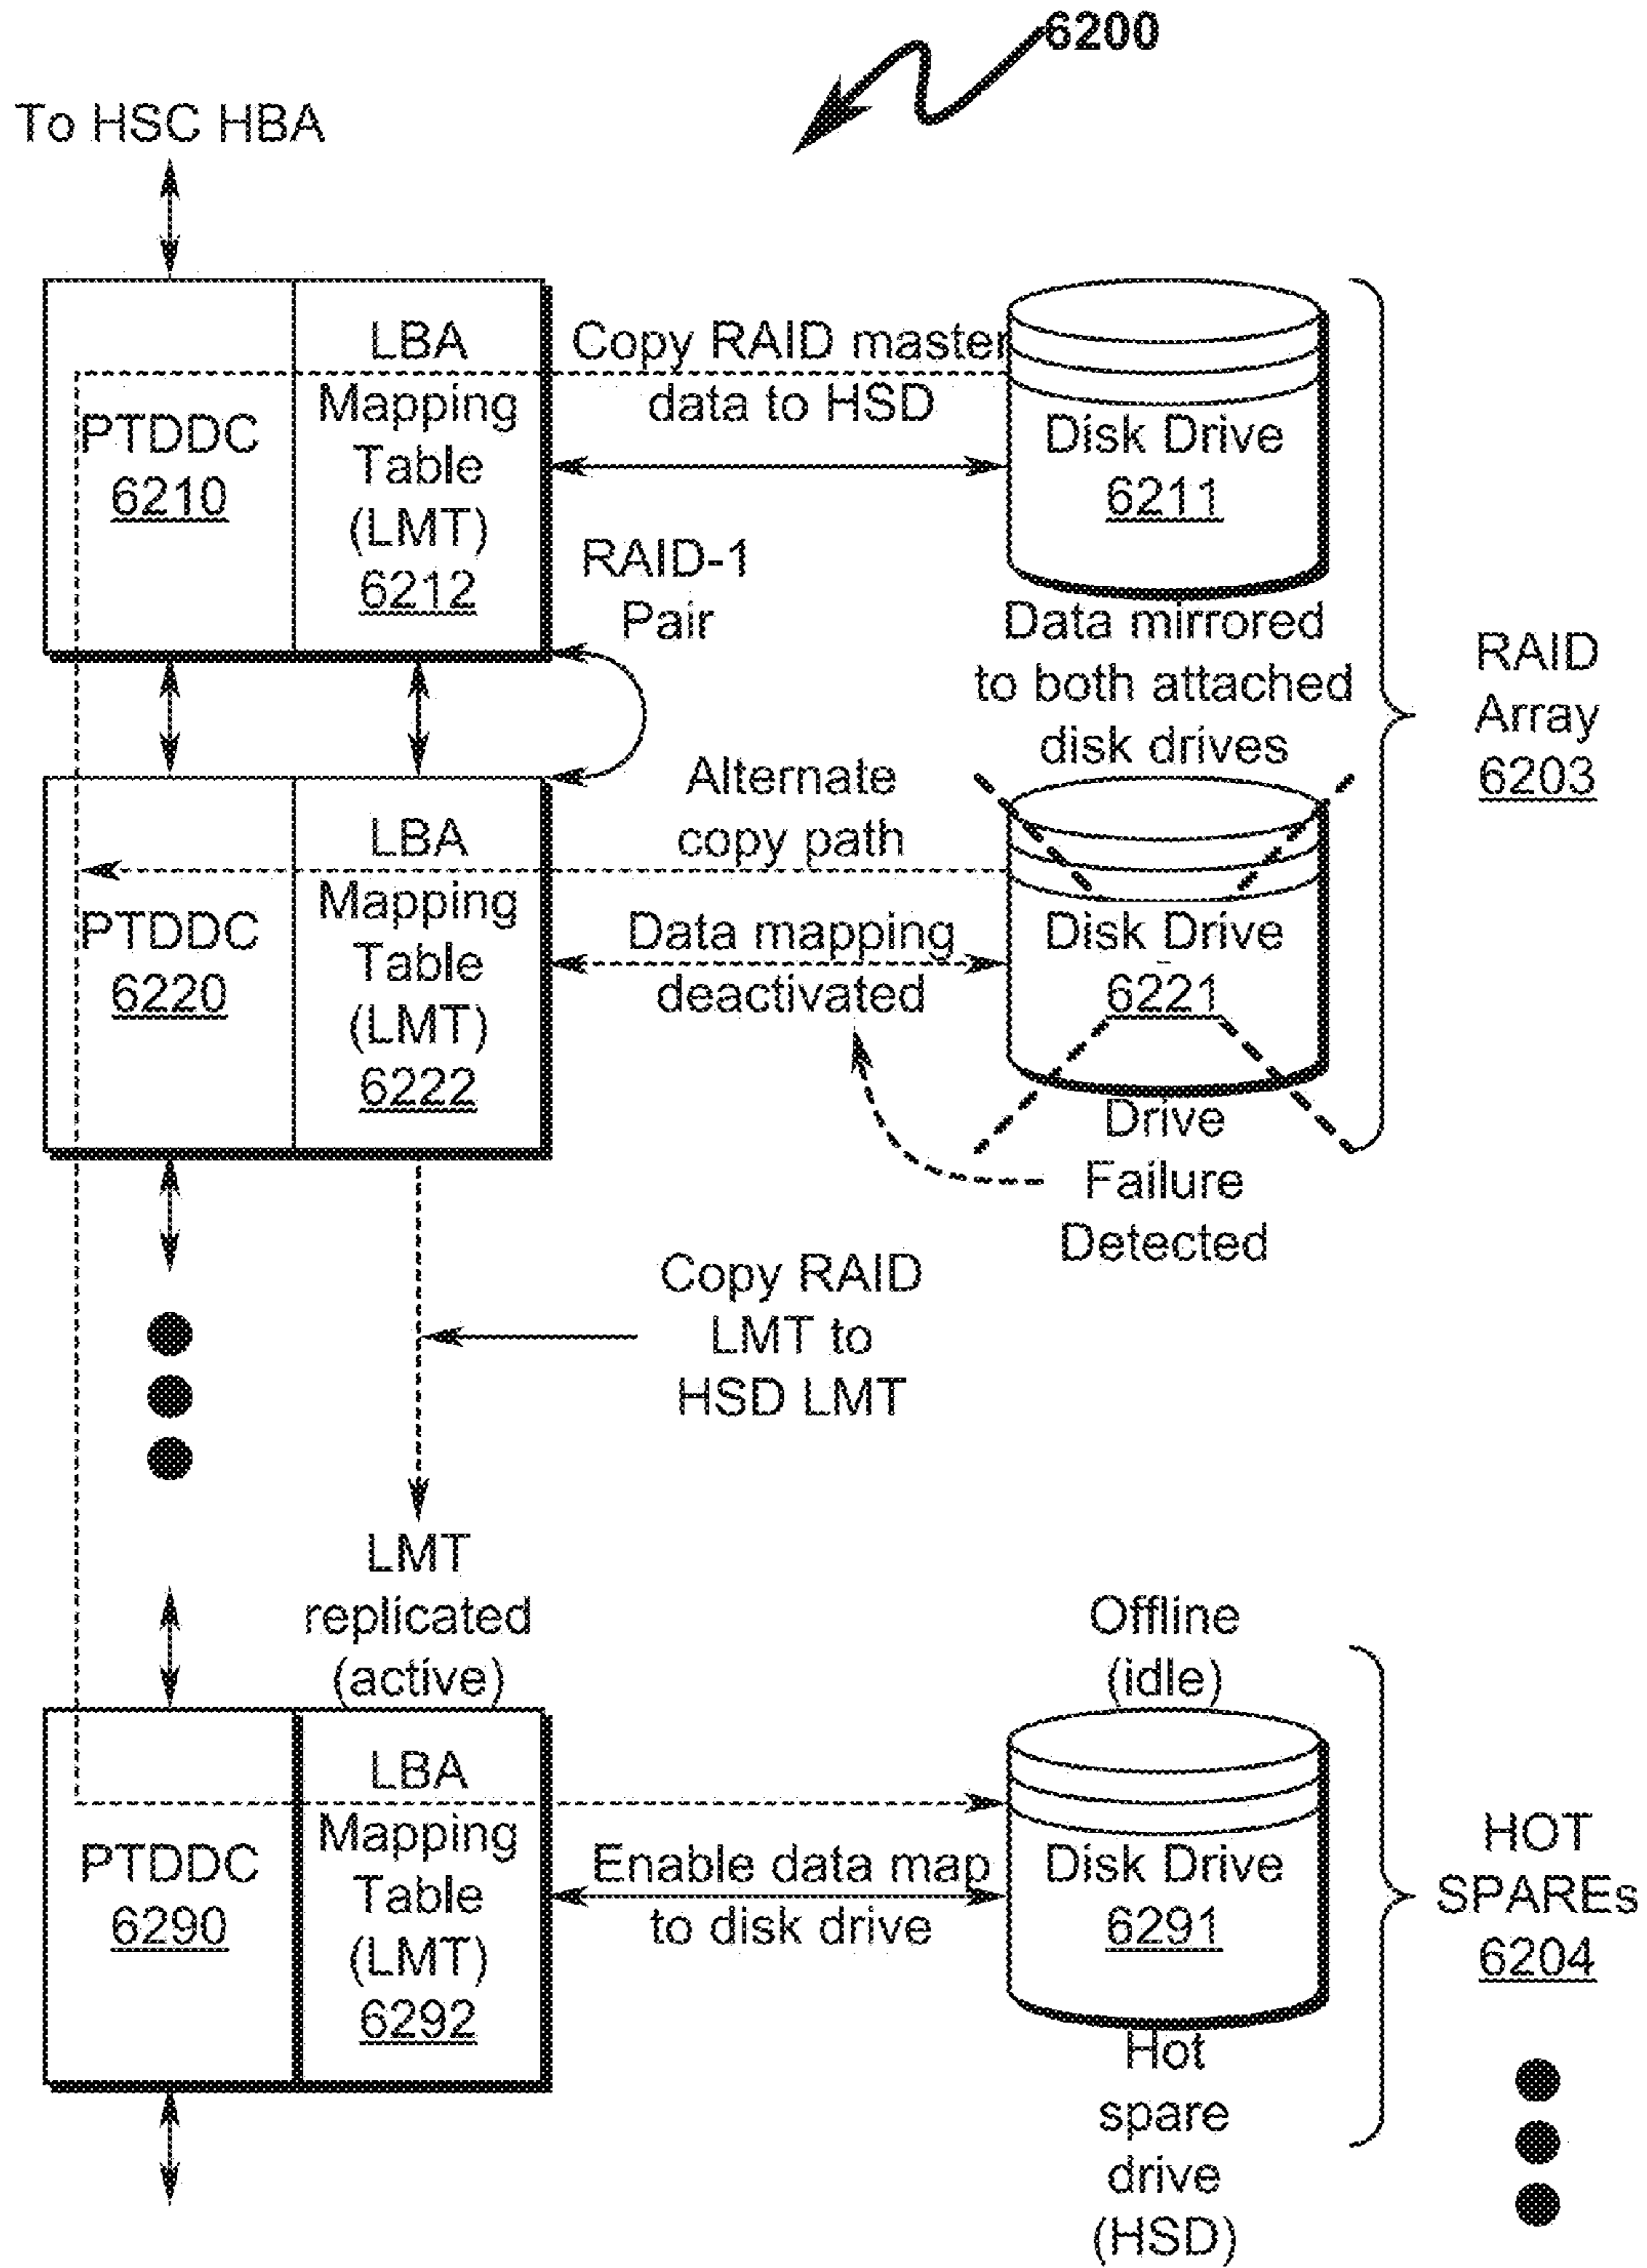 6200
To HSC HBA
PTDDC
6210
LBA
Mapping
Table
(LMT)
6212
Copy RAID master
data to HSD
Disk Drive
6211
RAID-1
Pair
Data mirrored
to both attached
disk drives
RAID
Array
6203
PTDDC
6220
LBA
Mapping
Table
(LMT)
6222
Alternate
copy path
Data mapping
deactivated
Disk Drive
6221
Drive
Failure
Detected
Copy RAID
LMT to
HSD LMT
LMT
replicated
(active)
Offline
(idle)
PTDDC
6290
LBA
Mapping
Table
(LMT)
6292
Enable data map
to disk drive
Disk Drive
6291
HOT
SPAREs
6204
Hot
spare
drive
(HSD)